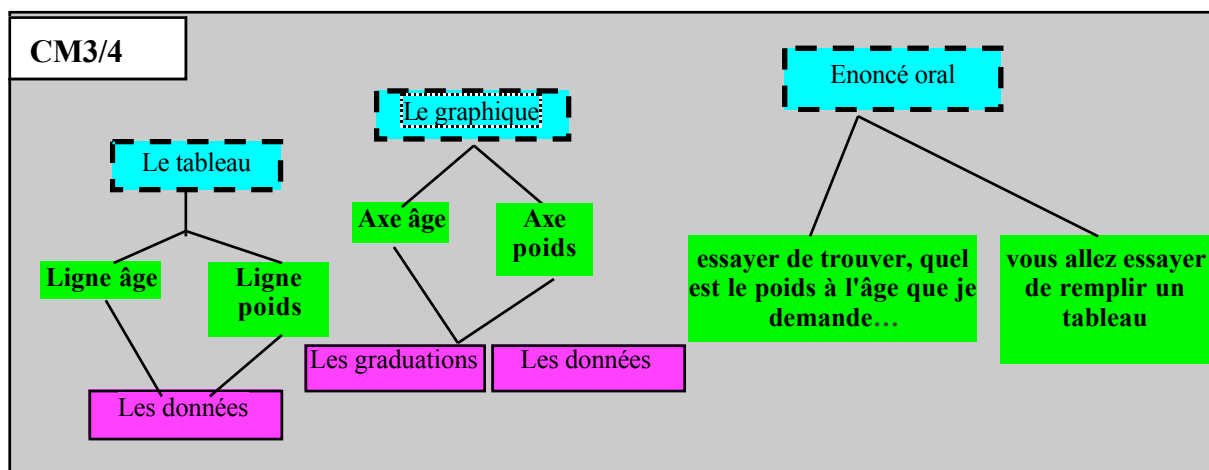 CM3/4
Enoncé oral
Le graphique
Le tableau
Axe âge
Axe
poids
Ligne âge
Ligne
poids
essayer de trouver, quel
est le poids à l'âge que je
demande…
vous allez essayer
de remplir un
tableau
Les graduations
Les données
Les données